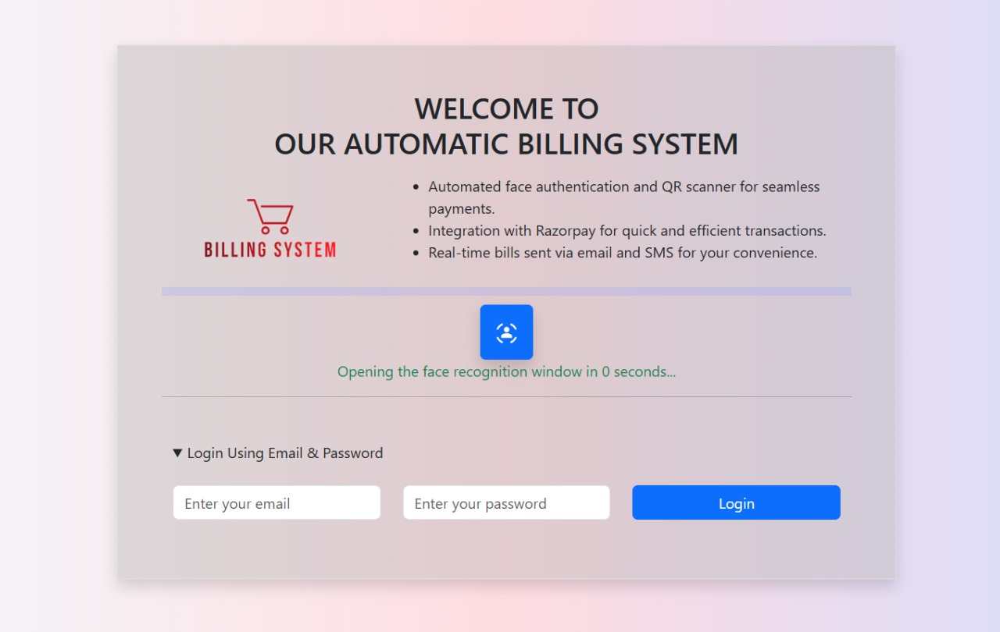 WELCOME TO
OUR AUTOMATIC BILLING SYSTEM
BILLING SYSTEM
Automated face authentication and QR scanner for seamless
payments.
Integration with Razorpay for quick and efficient transactions.
Real-time bills sent via email and SMS for your convenience.
Opening the face recognition window in 0 seconds...
Login Using Email & Password
Enter your email
Enter your password
Login